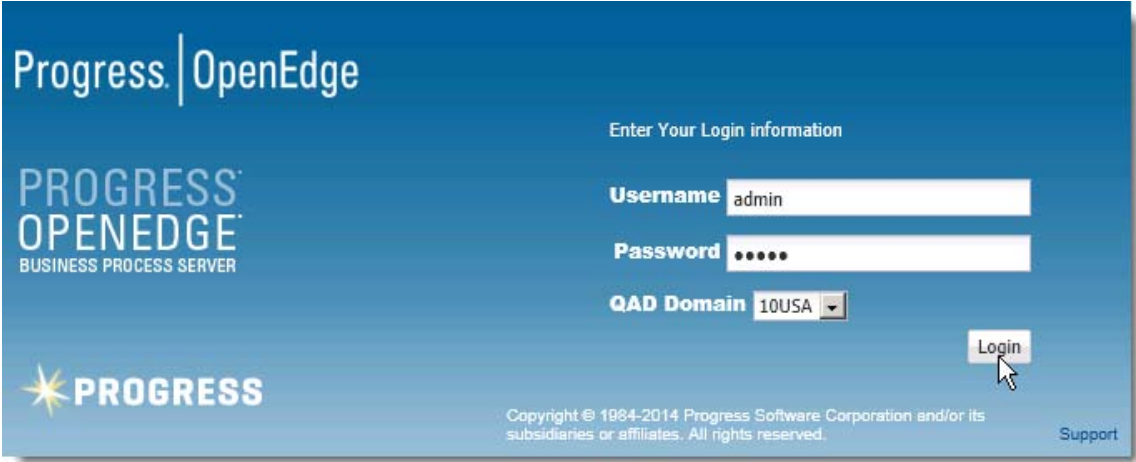 Progress. | OpenEdge
Enter Your Login information
PROGRESS
OPENEDGE
BUSINESS PROCESS SERVER
Username admin
Password •••••
QAD Domain 10USA
Login
PROGRESS
Copyright © 1984-2014 Progress Software Corporation and/or its
subsidiaries or affiliates. All rights reserved.
Support